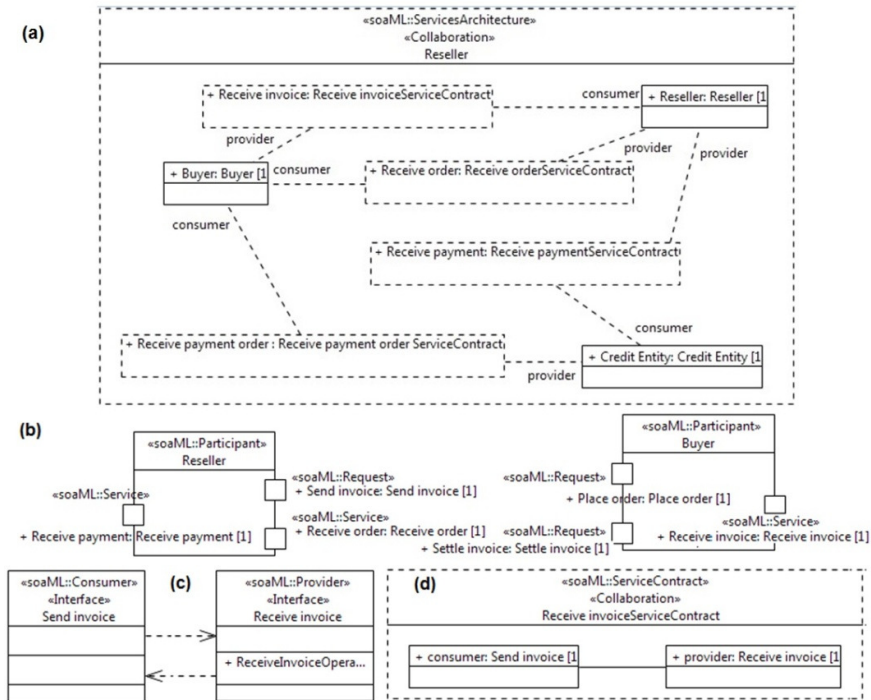 (a)
«soaML::ServicesArchitecture»
«Collaboration»
Reseller
+ Receive invoice: Receive invoiceServiceContract
consumer
+ Reseller: Reseller [1
provider
provider
provider
+ Buyer: Buyer [1
consumer
+ Receive order: Receive orderServiceContract
consumer
+ Receive payment: Receive paymentServiceContract
consumer
+ Receive payment order : Receive payment order ServiceContract
+ Credit Entity: Credit Entity [1
provider
(b)
«soaML::Participant»
Reseller
«soaML::Service»
+ Receive payment: Receive payment [1]
«soaML::Request»
+ Send invoice: Send invoice [1]
«soaML::Service»
+ Receive order: Receive order [1]
«soaML::Participant»
Buyer
«soaML::Request»
+ Place order: Place order [1]
«soaML::Request»
+ Settle invoice: Settle invoice [1]
«soaML::Service»
+ Receive invoice: Receive invoice [1]
(c)
«soaML::Consumer»
«Interface»
Send invoice
«soaML::Provider»
«Interface»
Receive invoice
+ ReceiveInvoiceOpera...
(d)
«soaML::ServiceContract»
«Collaboration»
Receive invoiceServiceContract
+ consumer: Send invoice [1
+ provider: Receive invoice [1